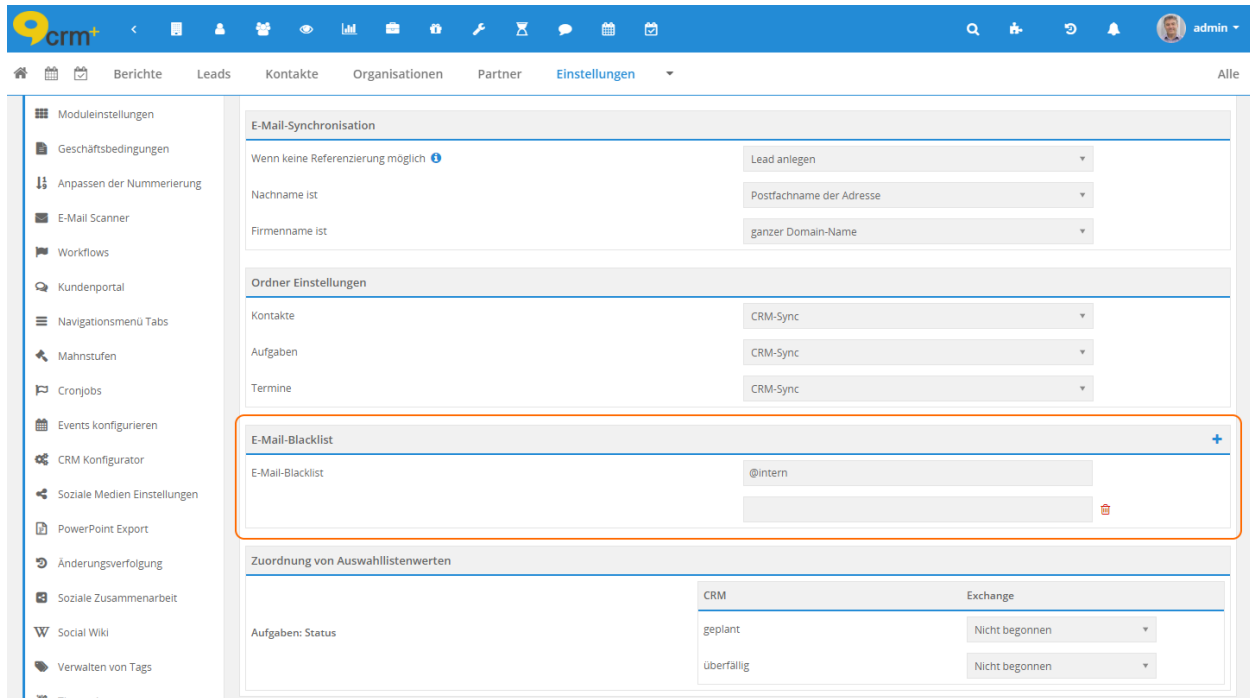 crm+
admin
Berichte Leads Kontakte Organisationen Partner Einstellungen Alle
Moduleinstellungen
Geschäftsbedingungen
Anpassen der Nummerierung
E-Mail Scanner
Workflows
Kundenportal
Navigationsmenü Tabs
Mahnstufen
Cronjobs
Events konfigurieren
CRM Konfigurator
Soziale Medien Einstellungen
PowerPoint Export
Änderungsverfolgung
Soziale Zusammenarbeit
Social Wiki
Verwalten von Tags
E-Mail-Synchronisation
Wenn keine Referenzierung möglich Lead anlegen
Nachname ist Postfachname der Adresse
Firmenname ist ganzer Domain-Name
Ordner Einstellungen
Kontakte CRM-Sync
Aufgaben CRM-Sync
Termine CRM-Sync
E-Mail-Blacklist +
E-Mail-Blacklist @intern
Zuordnung von Auswahllistenwerten
CRM Exchange
Aufgaben: Status
geplant Nicht begonnen
überfällig Nicht begonnen